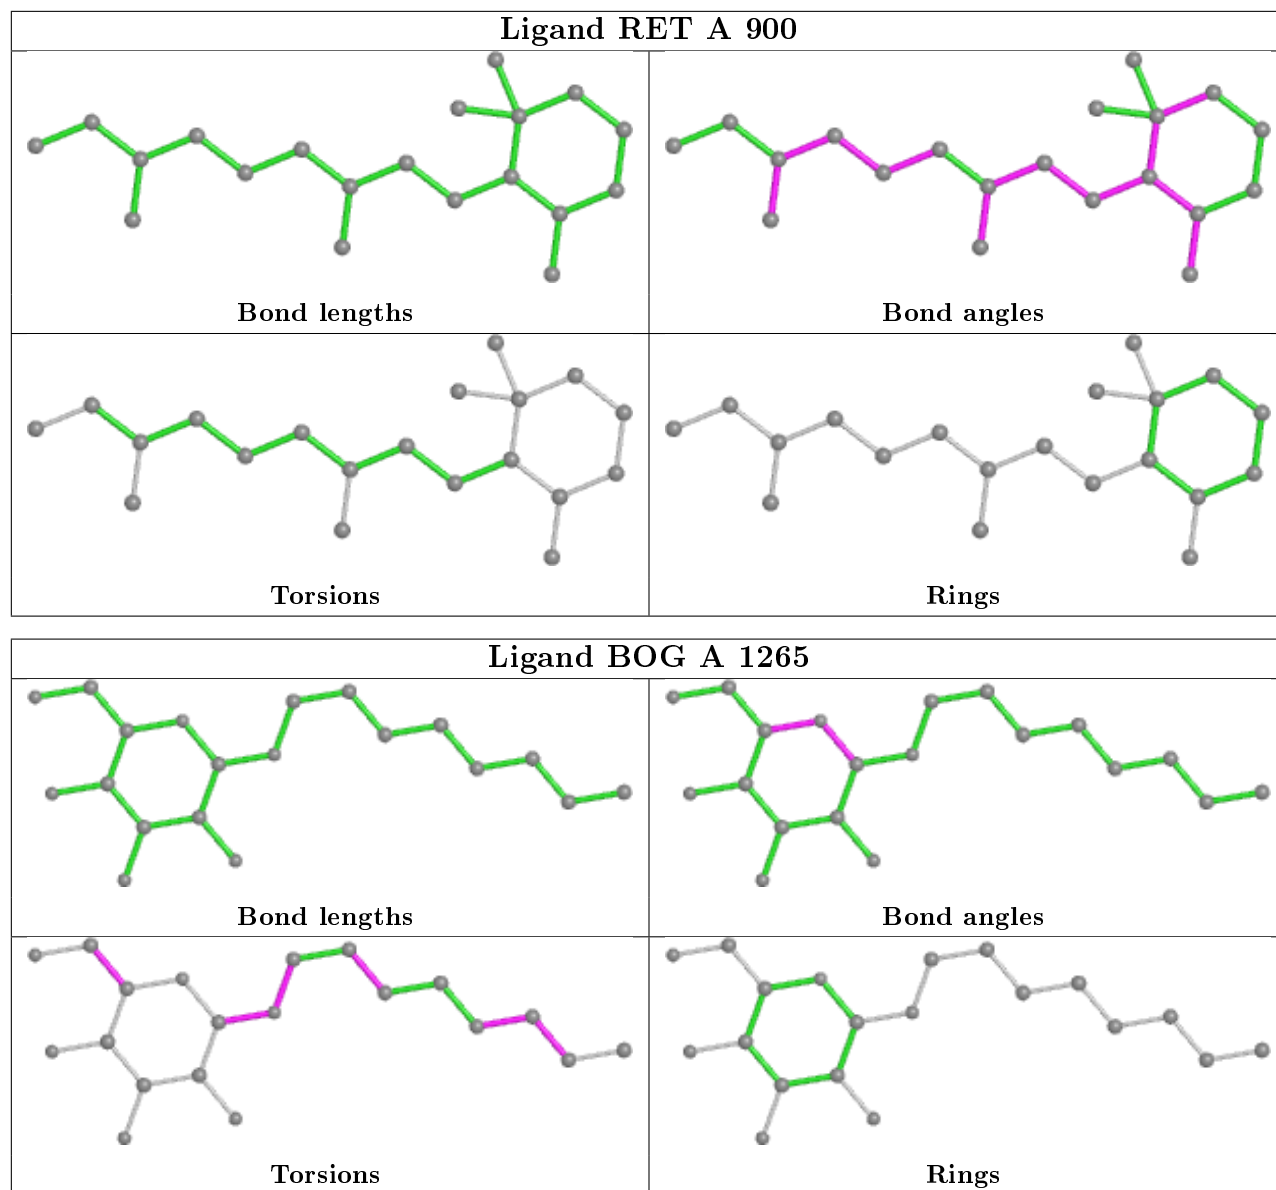 Ligand RET A 900
Bond lengths
Bond angles
Torsions
Rings
Ligand BOG A 1265
Bond lengths
Bond angles
Torsions
Rings